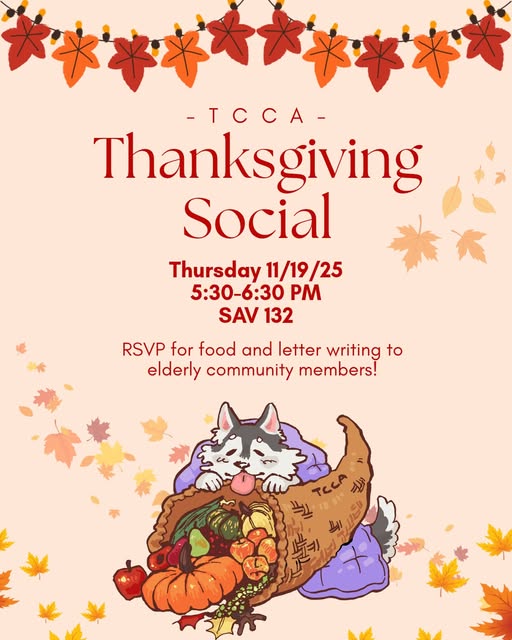 - T C C A -
Thanksgiving
Social
Thursday 11/19/25
5:30-6:30 PM
SAV 132
RSVP for food and letter writing to
elderly community members!
TCCA